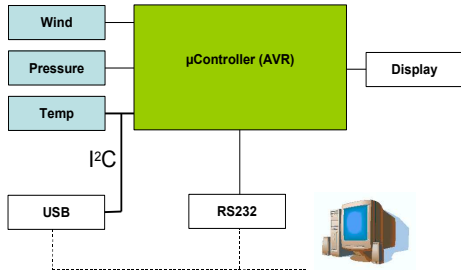 Wind
µController (AVR)
Pressure
Display
Temp
I²C
USB
RS232